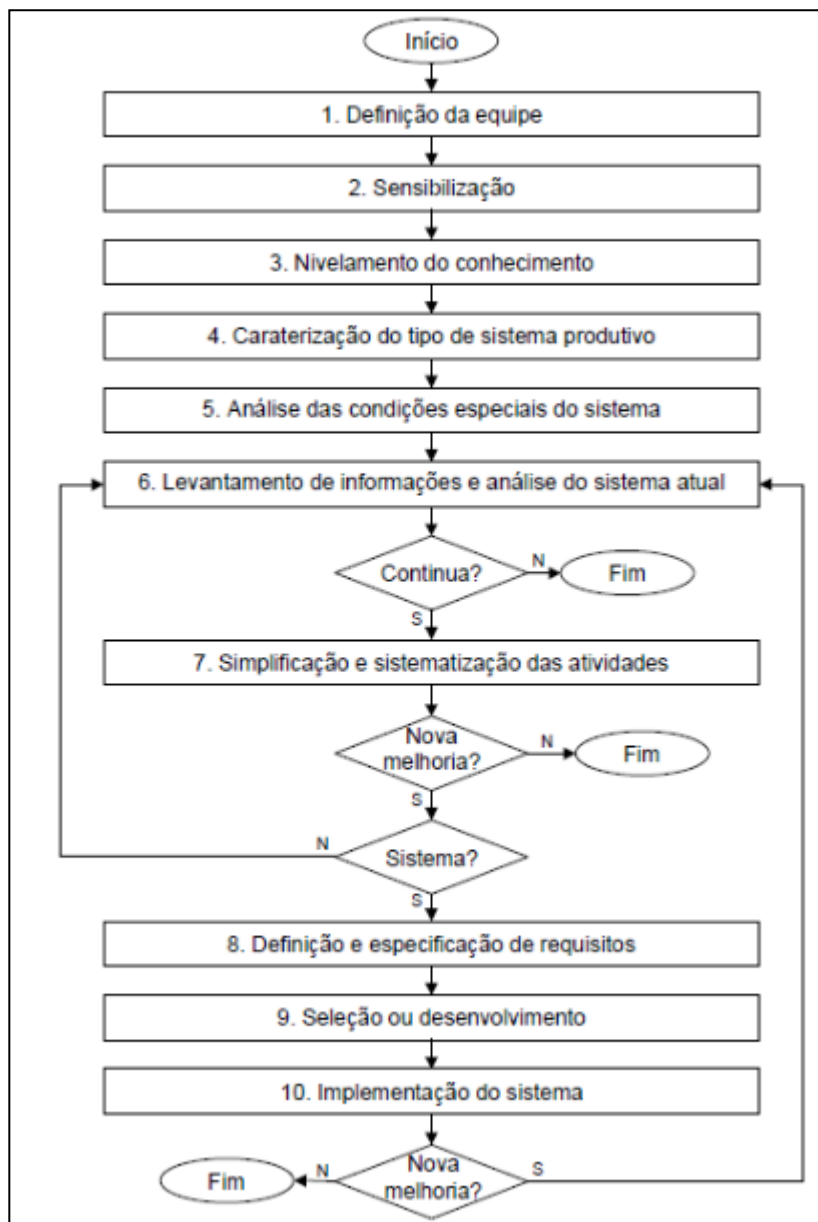 Início
1. Definição da equipe
2. Sensibilização
3. Nivelamento do conhecimento
4. Caraterização do tipo de sistema produtivo
5. Análise das condições especiais do sistema
6. Levantamento de informações e análise do sistema atual
Continua?
N
Fim
S
7. Simplificação e sistematização das atividades
Nova
melhoria?
N
Fim
S
N
Sistema?
S
8. Definição e especificação de requisitos
9. Seleção ou desenvolvimento
10. Implementação do sistema
Fim
N
Nova
melhoria?
S